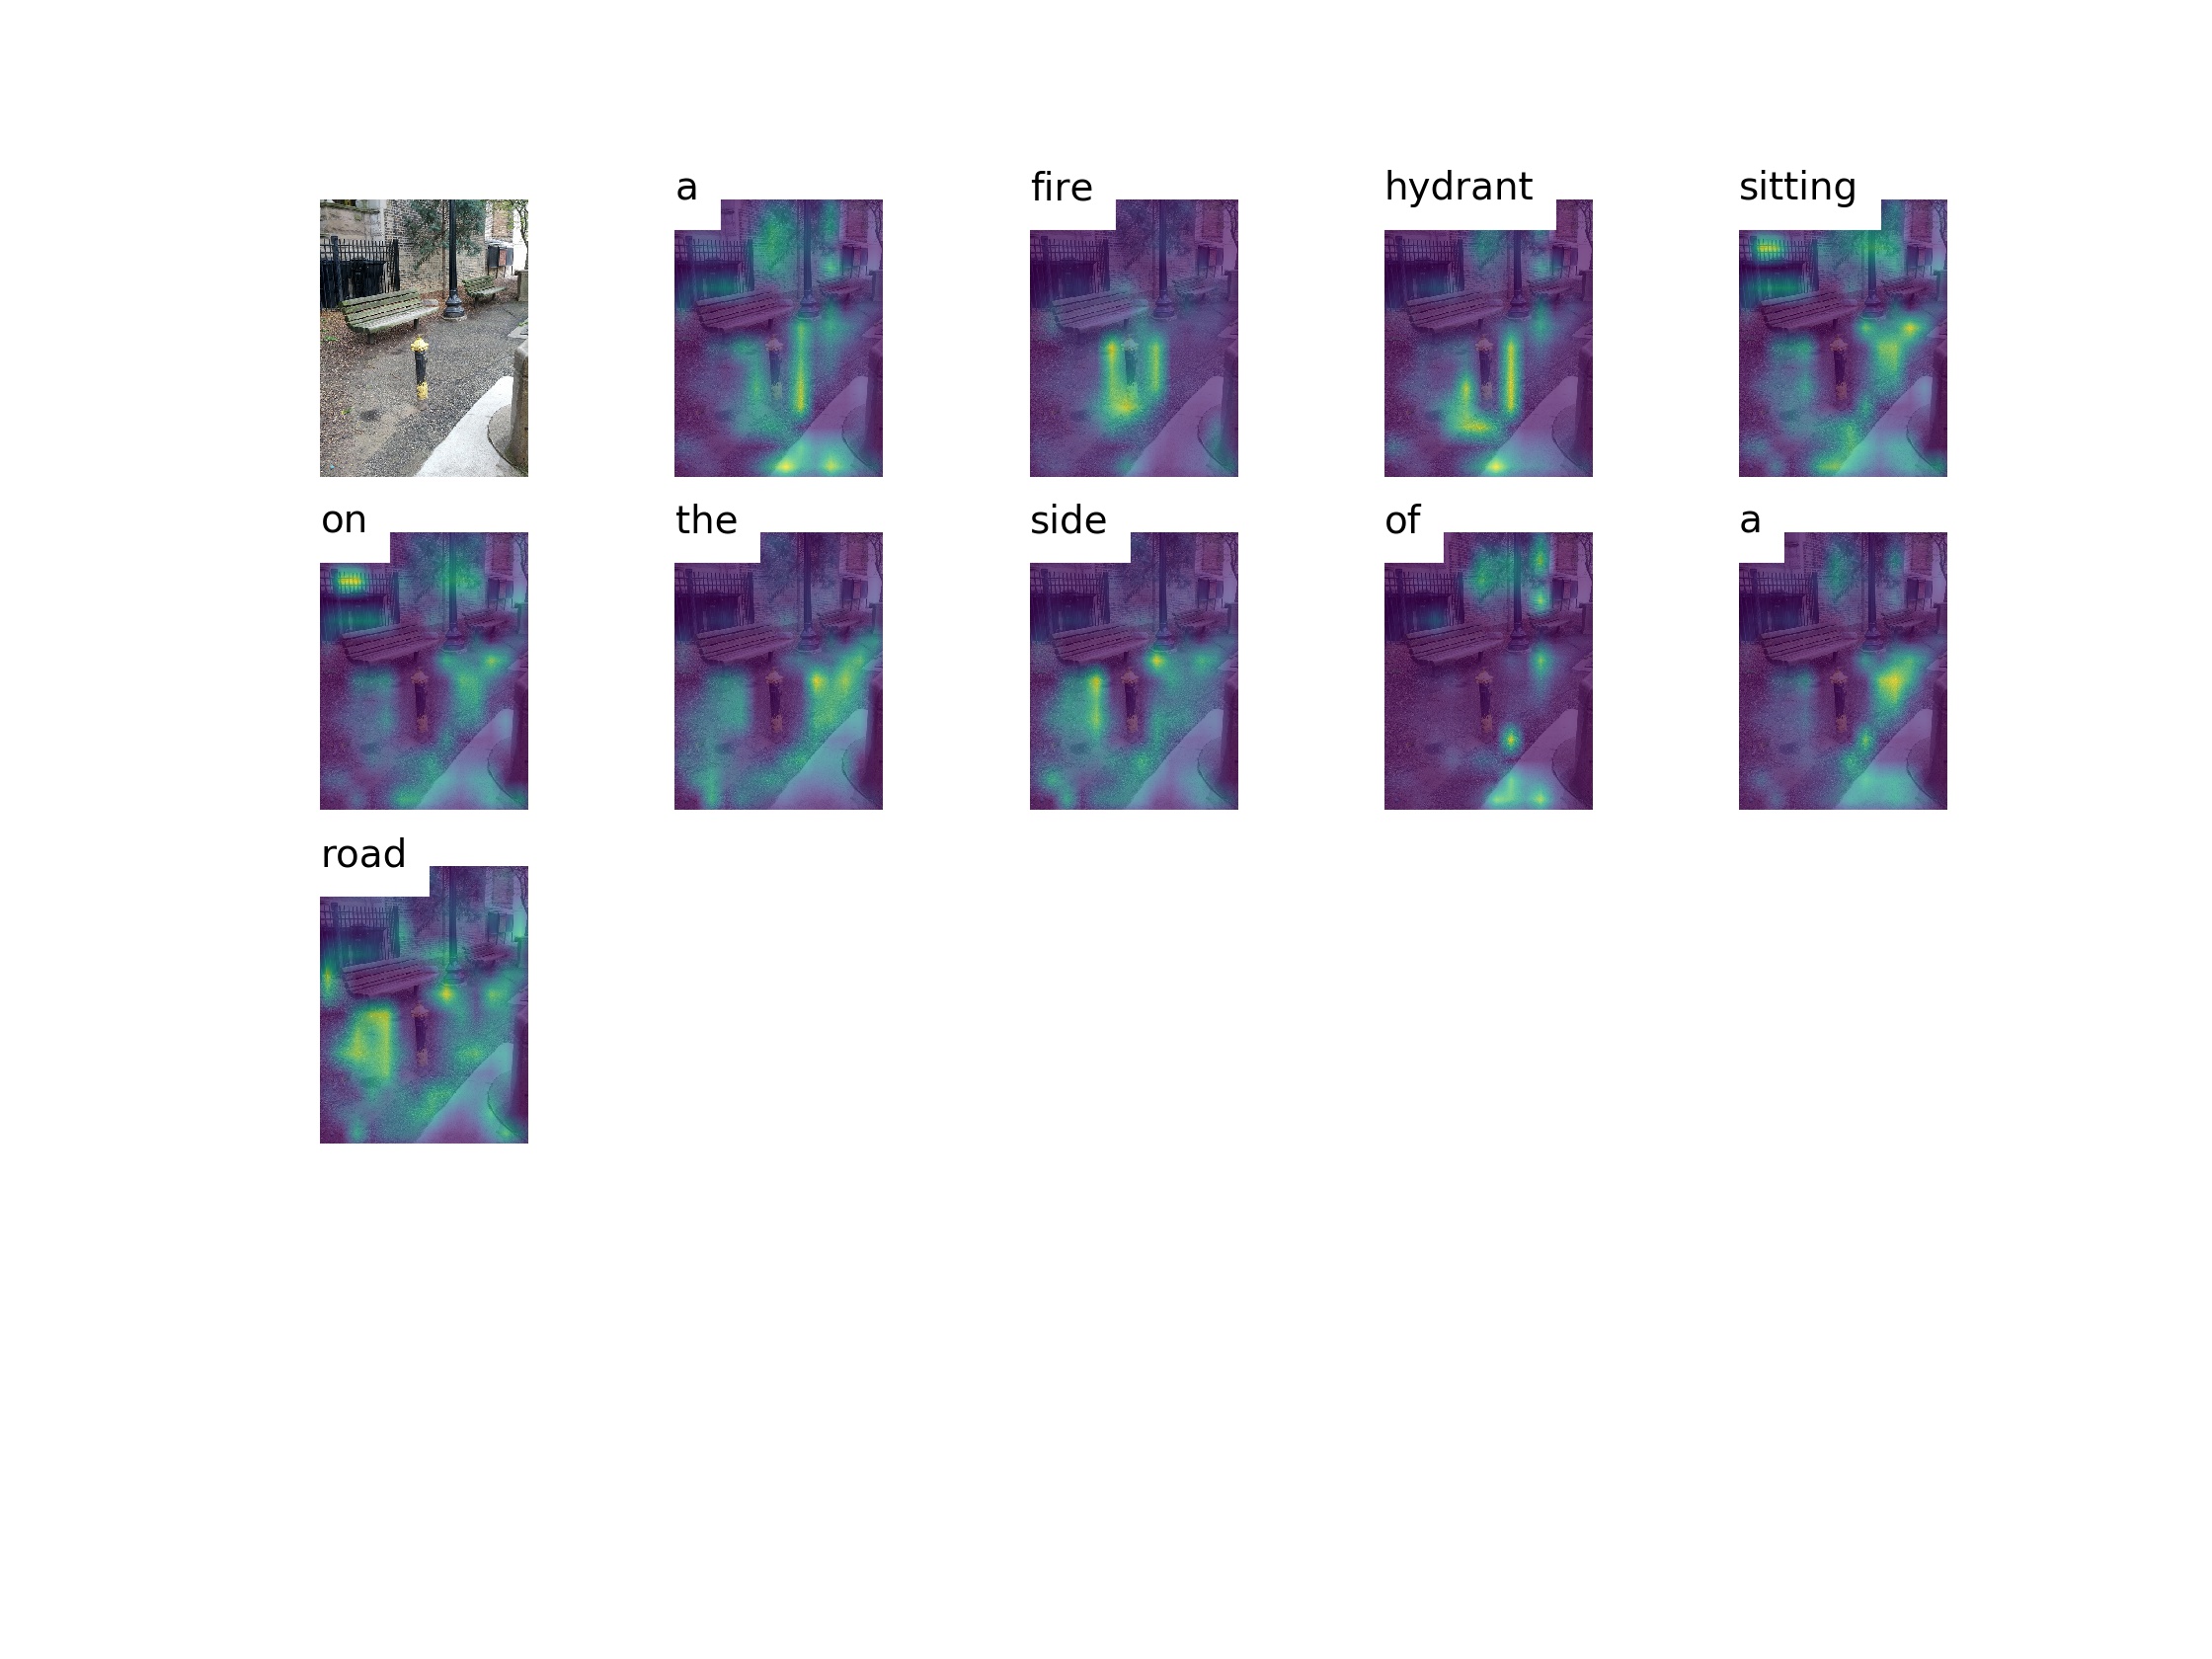 a fire hydrant sitting
on the side of a
road